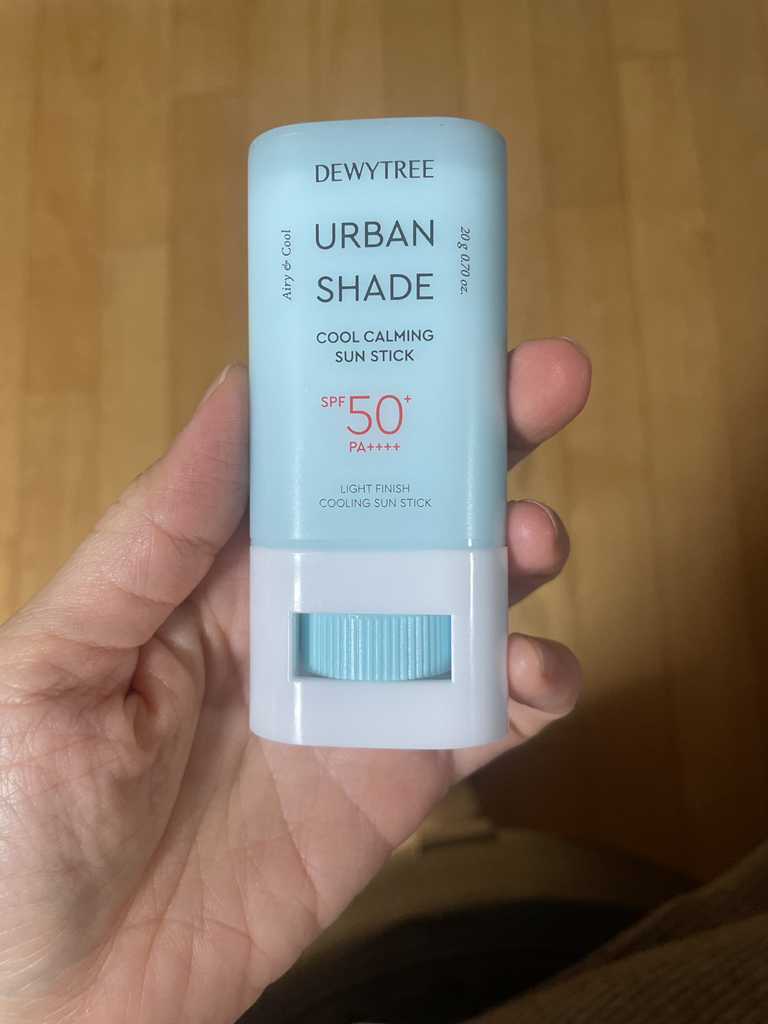 DEWYTREE
URBAN
SHADE
Airy & Cool
20 g 0.70 oz.
COOL CALMING
SUN STICK
SPF 50+
PA++++
LIGHT FINISH
COOLING SUN STICK